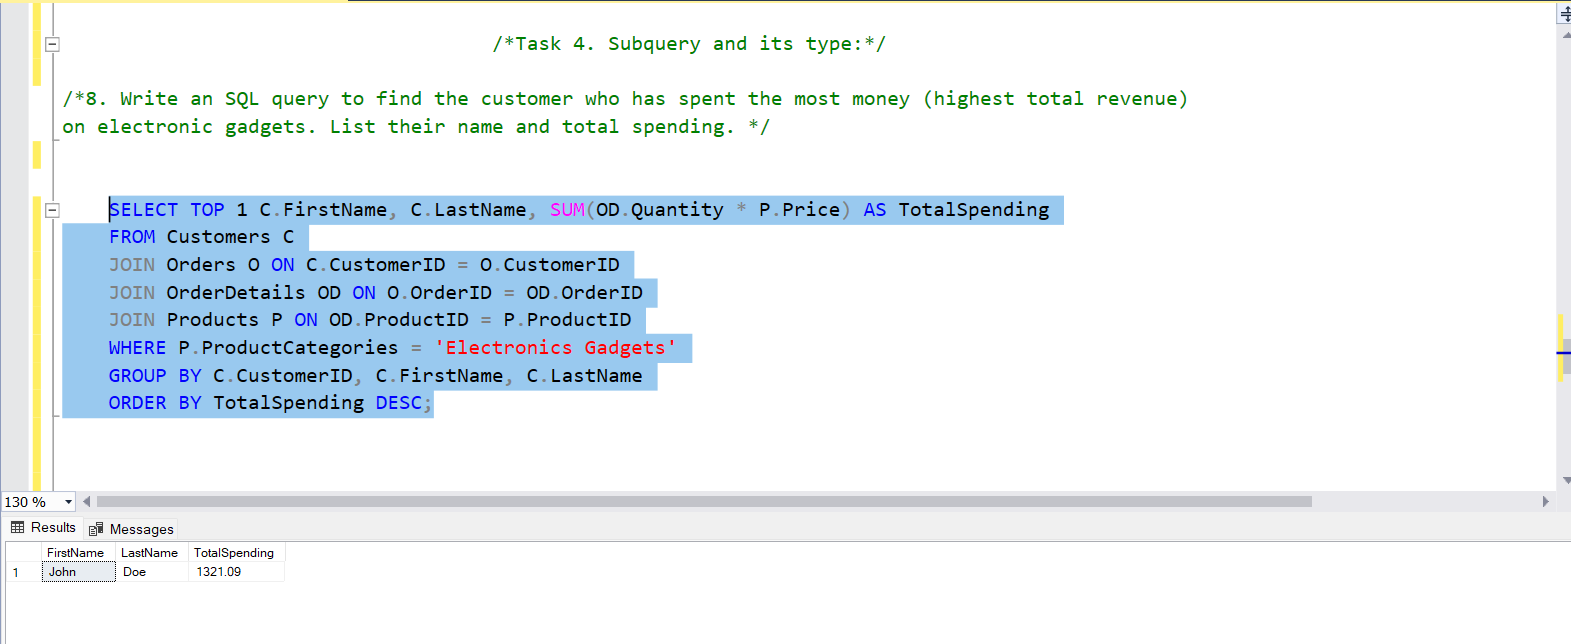 /*Task 4. Subquery and its type:*/
/*8. Write an SQL query to find the customer who has spent the most money (highest total revenue)
on electronic gadgets. List their name and total spending. */
SELECT TOP 1 C.FirstName, C.LastName, SUM(OD.Quantity * P.Price) AS TotalSpending
FROM Customers C
JOIN Orders O ON C.CustomerID = O.CustomerID
JOIN OrderDetails OD ON O.OrderID = OD.OrderID
JOIN Products P ON OD.ProductID = P.ProductID
WHERE P.ProductCategories = 'Electronics Gadgets'
GROUP BY C.CustomerID, C.FirstName, C.LastName
ORDER BY TotalSpending DESC;
130 %
Results Messages
FirstName LastName TotalSpending
1 John Doe 1321.09